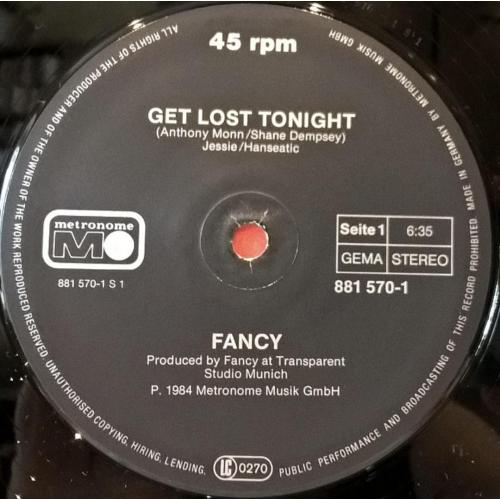 45 rpm
GET LOST TONIGHT
(Anthony Monn/Shane Dempsey)
Jessie/Hanseatic
metronome
M
881 570-1 S 1
Seite 1 6:35
GEMA STEREO
881 570-1
FANCY
Produced by Fancy at Transparent
Studio Munich
P. 1984 Metronome Musik GmbH
LC 0270
ALL RIGHTS OF THE PRODUCER AND OF THE OWNER OF THE WORK REPRODUCED RESERVED. UNAUTHORISED COPYING, HIRING, LENDING, PUBLIC PERFORMANCE AND BROADCASTING OF THIS RECORD PROHIBITED. MADE IN GERMANY BY METRONOME MUSIK GMBH